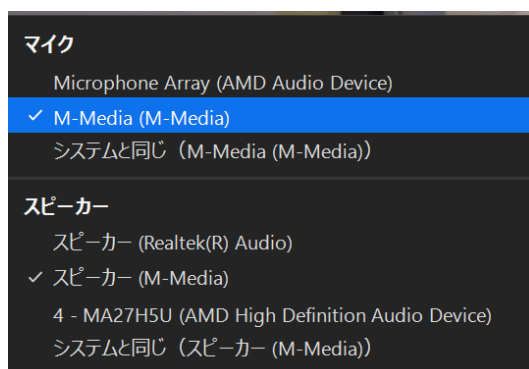 マイク
Microphone Array (AMD Audio Device)
✓ M-Media (M-Media)
システムと同じ（M-Media (M-Media)）
スピーカー
スピーカー (Realtek(R) Audio)
✓ スピーカー (M-Media)
4 - MA27H5U (AMD High Definition Audio Device)
システムと同じ（スピーカー (M-Media)）